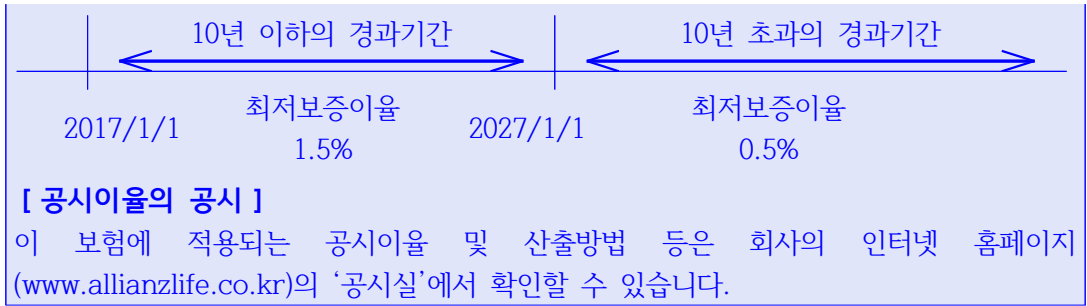 10년 이하의 경과기간 10년 초과의 경과기간
2017/1/1 최저보증이율 2027/1/1 최저보증이율
1.5% 0.5%
[ 공시이율의 공시 ]
이 보험에 적용되는 공시이율 및 산출방법 등은 회사의 인터넷 홈페이지
(www.allianzlife.co.kr)의 ‘공시실’에서 확인할 수 있습니다.